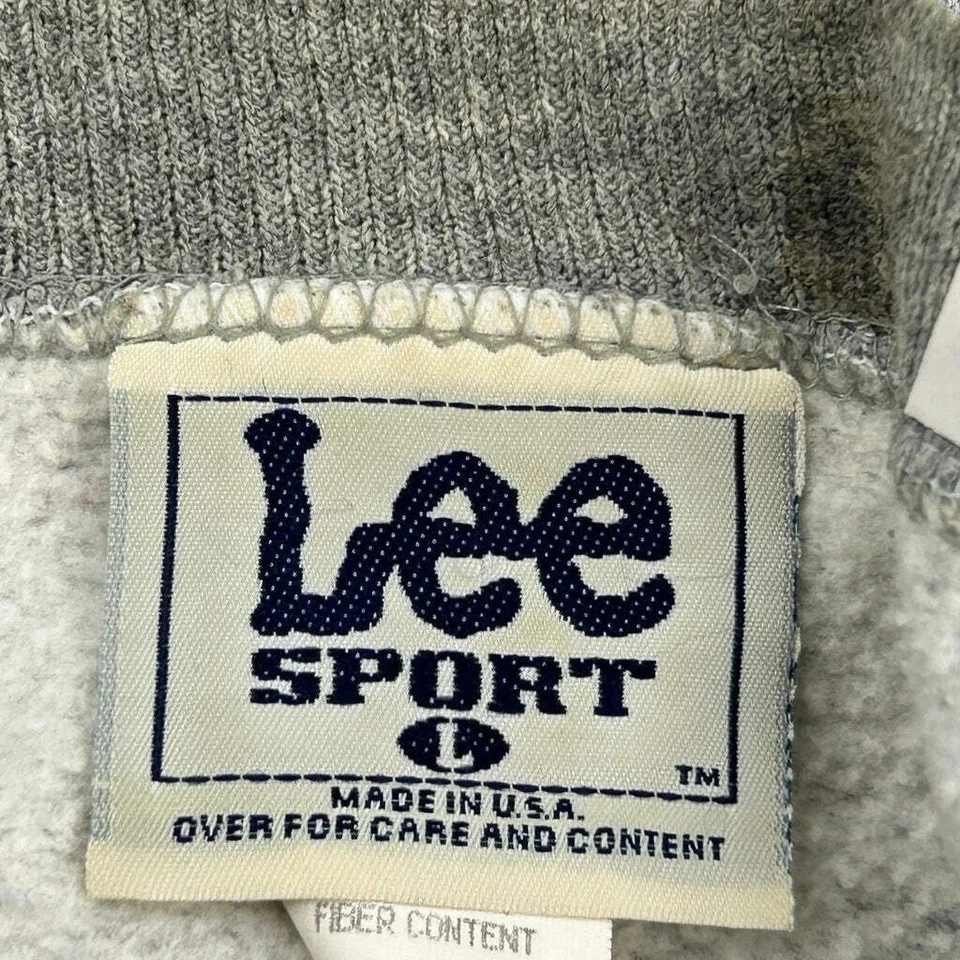 Lee
SPORT
L
TM
MADE IN U.S.A.
OVER FOR CARE AND CONTENT
FIBER CONTENT